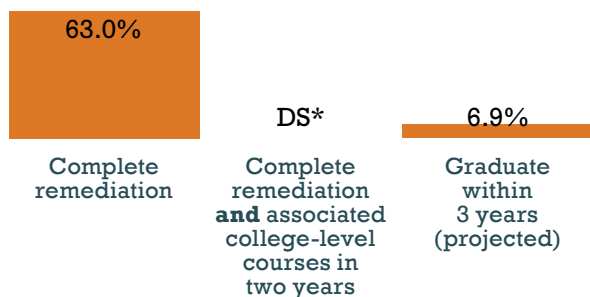 63.0%
DS*
6.9%
Complete
remediation
Complete
remediation
and associated
college-level
courses in
two years
Graduate
within
3 years
(projected)